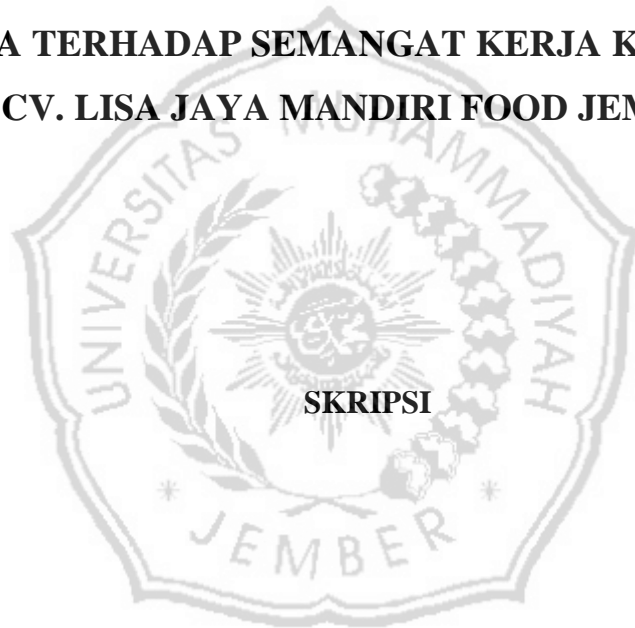 A TERHADAP SEMANGAT KERJA K
CV. LISA JAYA MANDIRI FOOD JEM
SKRIPSI
UNIVERSITAS MUHAMMADIYAH
* JEMBER *